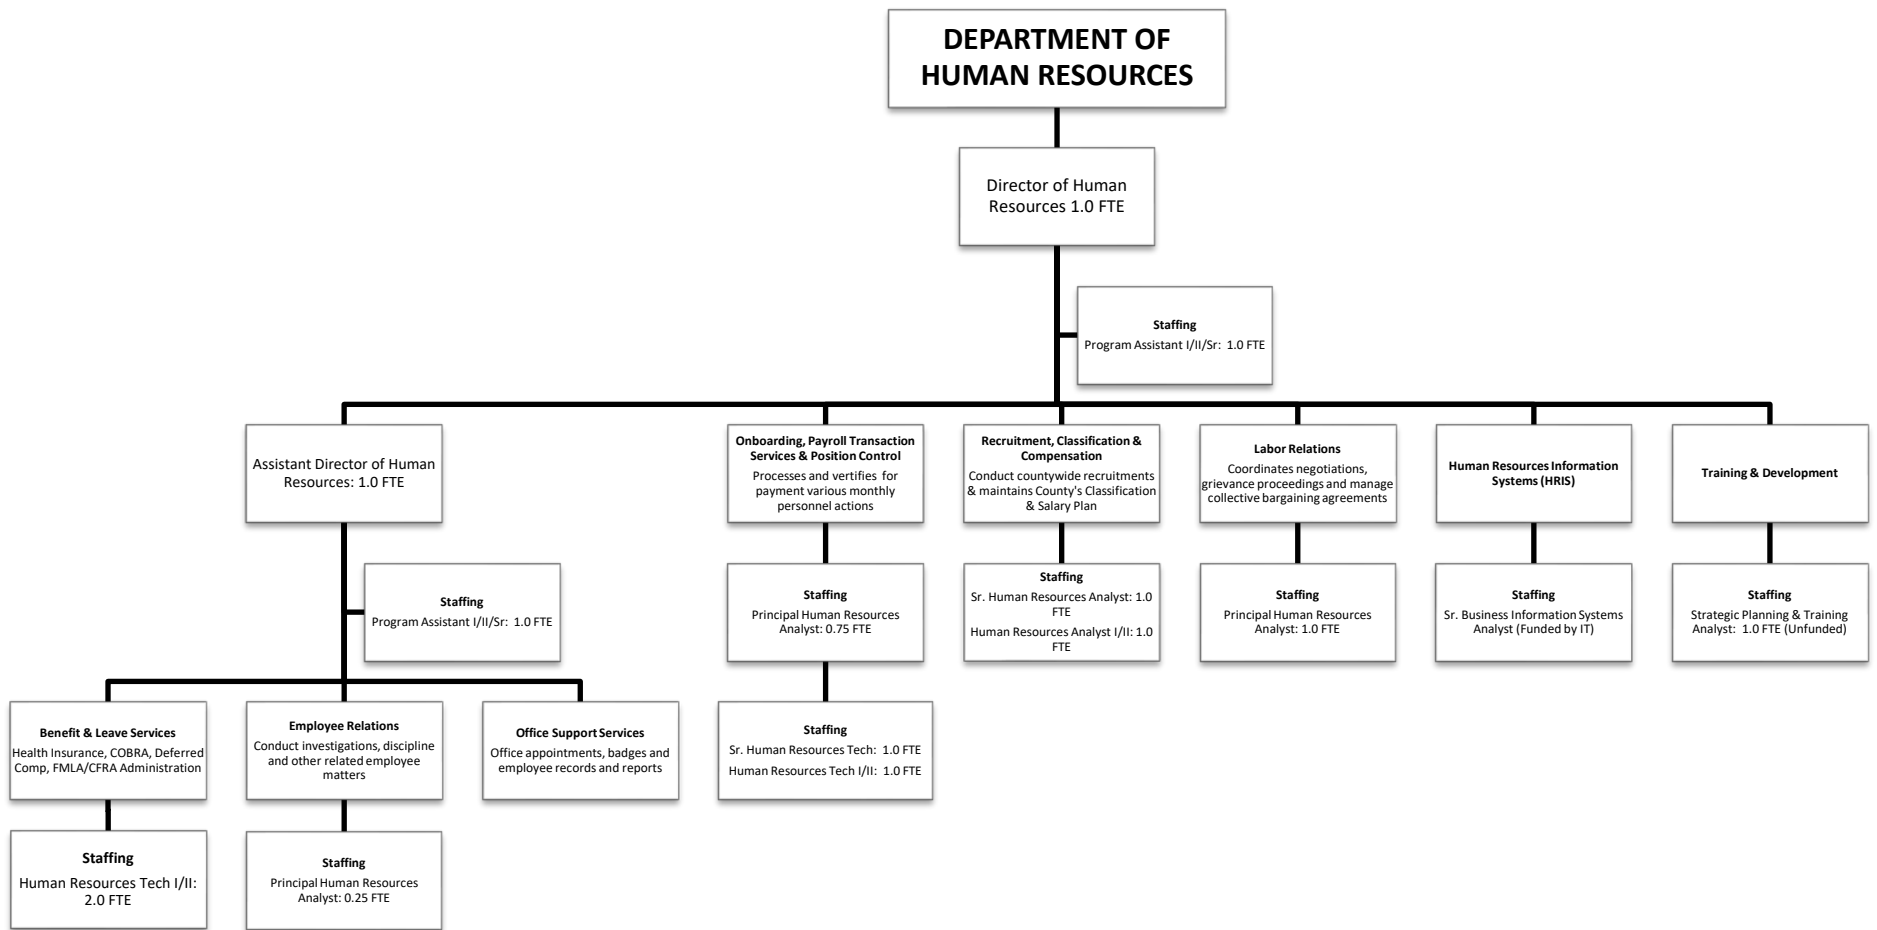 DEPARTMENT OF
HUMAN RESOURCES
Director of Human
Resources 1.0 FTE
Staffing
Program Assistant I/II/Sr:  1.0 FTE
Assistant Director of Human
Resources: 1.0 FTE
Onboarding, Payroll Transaction
Services & Position Control
Processes and vertifies  for
payment various monthly
personnel actions
Recruitment, Classification &
Compensation
Conduct countywide recruitments
& maintains County's Classification
& Salary Plan
Labor Relations
Coordinates negotiations,
grievance proceedings and manage
collective bargaining agreements
Human Resources Information
Systems (HRIS)
Training & Development
Staffing
Program Assistant I/II/Sr:  1.0 FTE
Staffing
Principal Human Resources
Analyst: 0.75 FTE
Staffing
Sr. Human Resources Analyst: 1.0
FTE
Human Resources Analyst I/II: 1.0
FTE
Staffing
Principal Human Resources
Analyst: 1.0 FTE
Staffing
Sr. Business Information Systems
Analyst (Funded by IT)
Staffing
Strategic Planning & Training
Analyst:  1.0 FTE (Unfunded)
Benefit & Leave Services
Health Insurance, COBRA, Deferred
Comp, FMLA/CFRA Administration
Employee Relations
Conduct investigations, discipline
and other related employee
matters
Office Support Services
Office appointments, badges and
employee records and reports
Staffing
Sr. Human Resources Tech:  1.0 FTE
Human Resources Tech I/II:  1.0 FTE
Staffing
Human Resources Tech I/II:
2.0 FTE
Staffing
Principal Human Resources
Analyst: 0.25 FTE